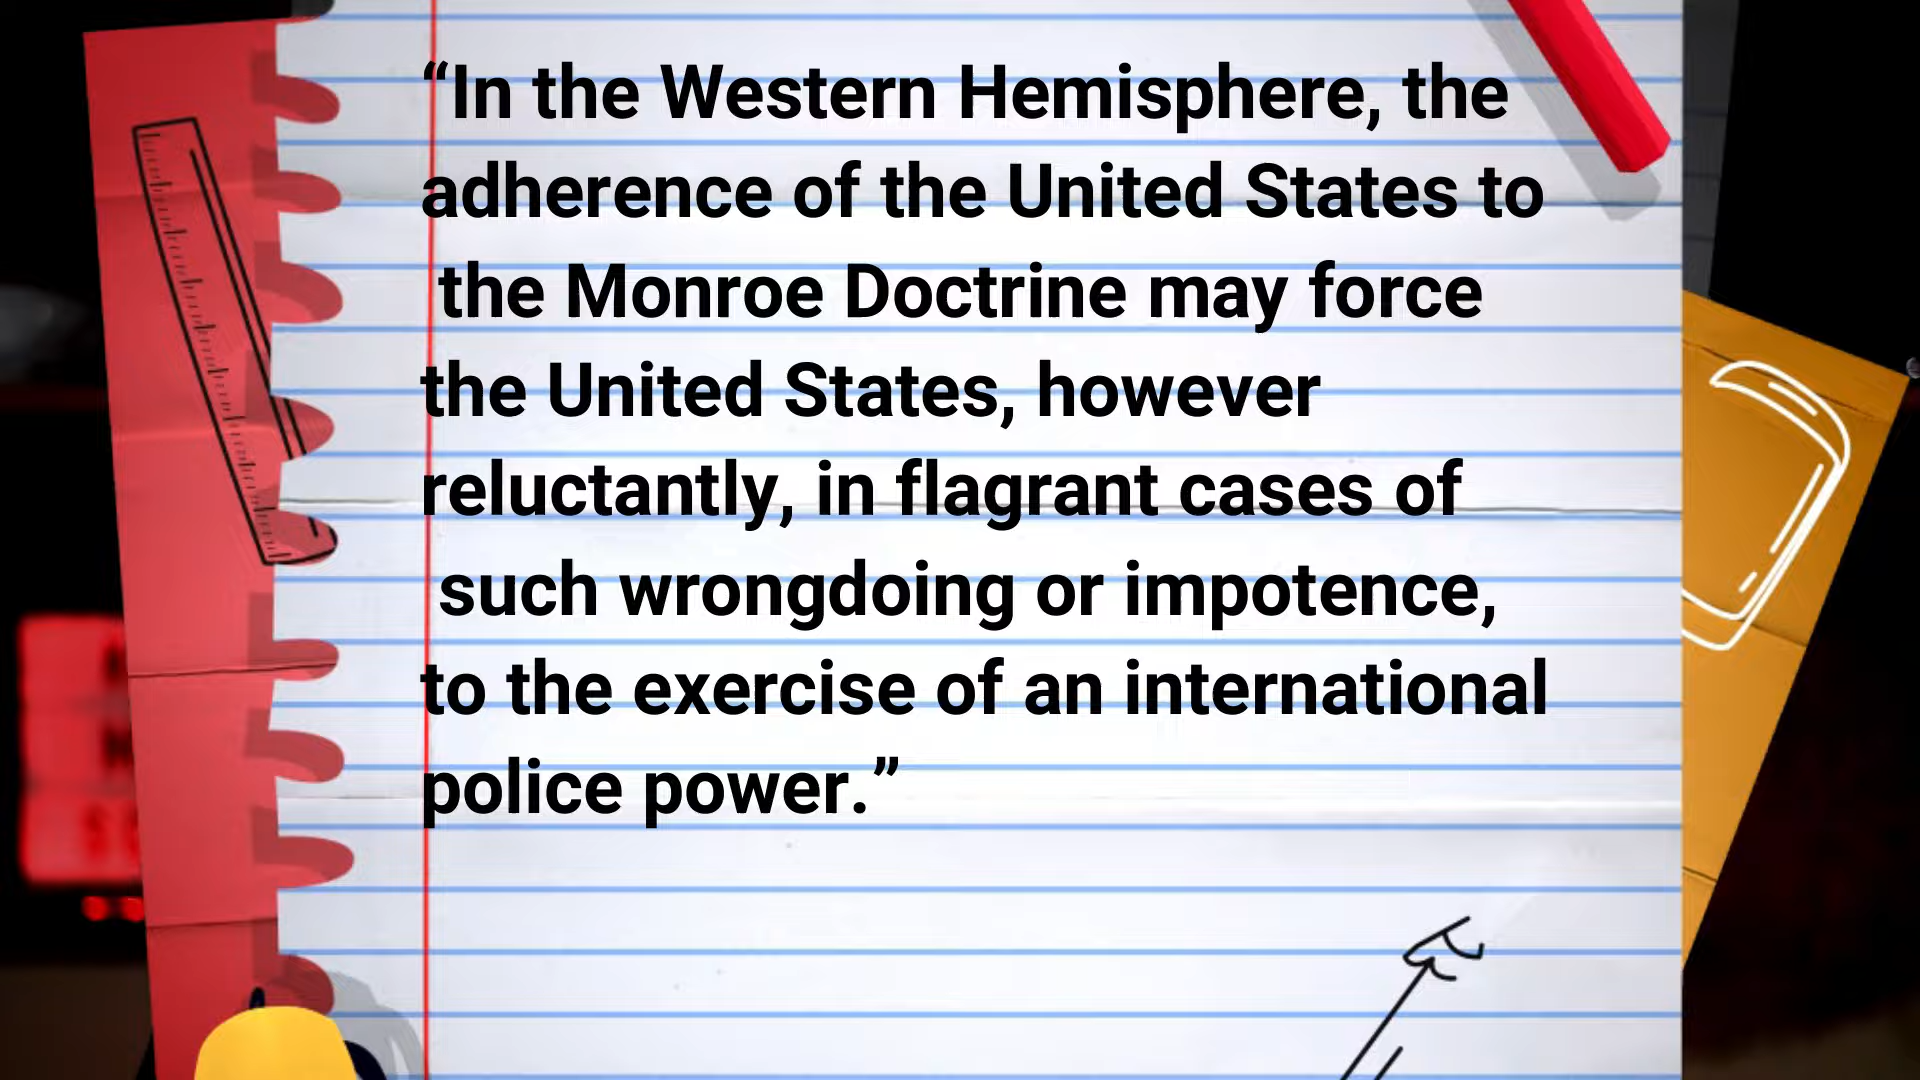 “In the Western Hemisphere, the
adherence of the United States to
the Monroe Doctrine may force
the United States, however
reluctantly, in flagrant cases of
such wrongdoing or impotence,
to the exercise of an international
police power.”